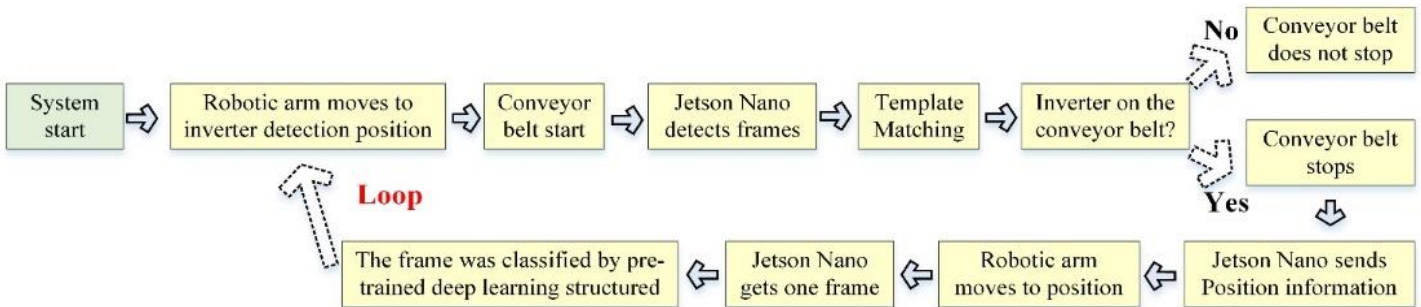 System
start
Robotic arm moves to
inverter detection position
Conveyor
belt start
Jetson Nano
detects frames
Template
Matching
Inverter on the
conveyor belt?
No
Conveyor belt
does not stop
Yes
Conveyor belt
stops
Jetson Nano sends
Position information
Robotic arm
moves to position
Jetson Nano
gets one frame
The frame was classified by pre-
trained deep learning structured
Loop